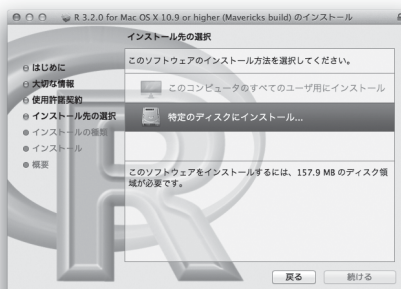 R 3.2.0 for Mac OS X 10.9 or higher (Mavericks build) のインストール
インストール先の選択
はじめに
大切な情報
使用許諾契約
インストール先の選択
インストールの種類
インストール
概要
このソフトウェアのインストール方法を選択してください。
このコンピュータのすべてのユーザ用にインストール
特定のディスクにインストール...
このソフトウェアをインストールするには、157.9 MB のディスク領
域が必要です。
戻る
続ける